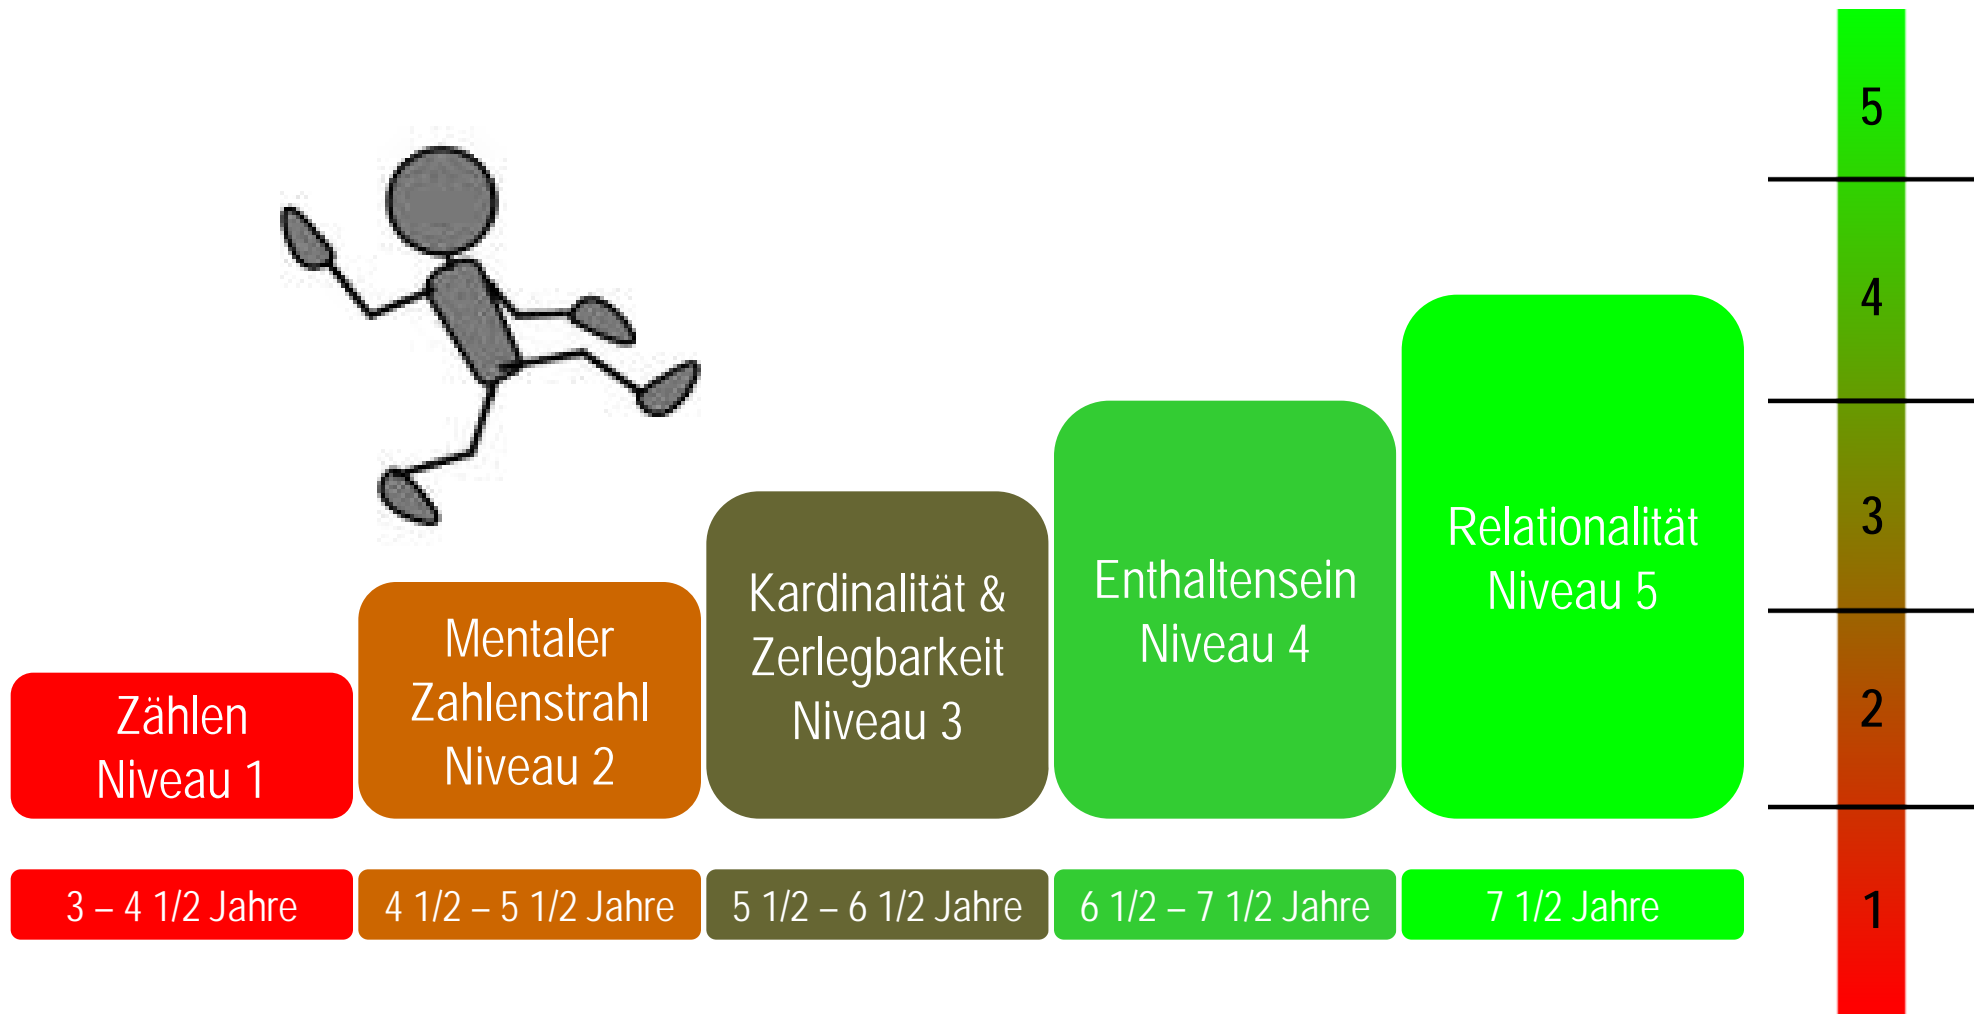 Zählen
Niveau 1
Mentaler
Zahlenstrahl
Niveau 2
Kardinalität &
Zerlegbarkeit
Niveau 3
Enthaltensein
Niveau 4
Relationalität
Niveau 5
3 – 4 1/2 Jahre
4 1/2 – 5 1/2 Jahre
5 1/2 – 6 1/2 Jahre
6 1/2 – 7 1/2 Jahre
7 1/2 Jahre
5
4
3
2
1